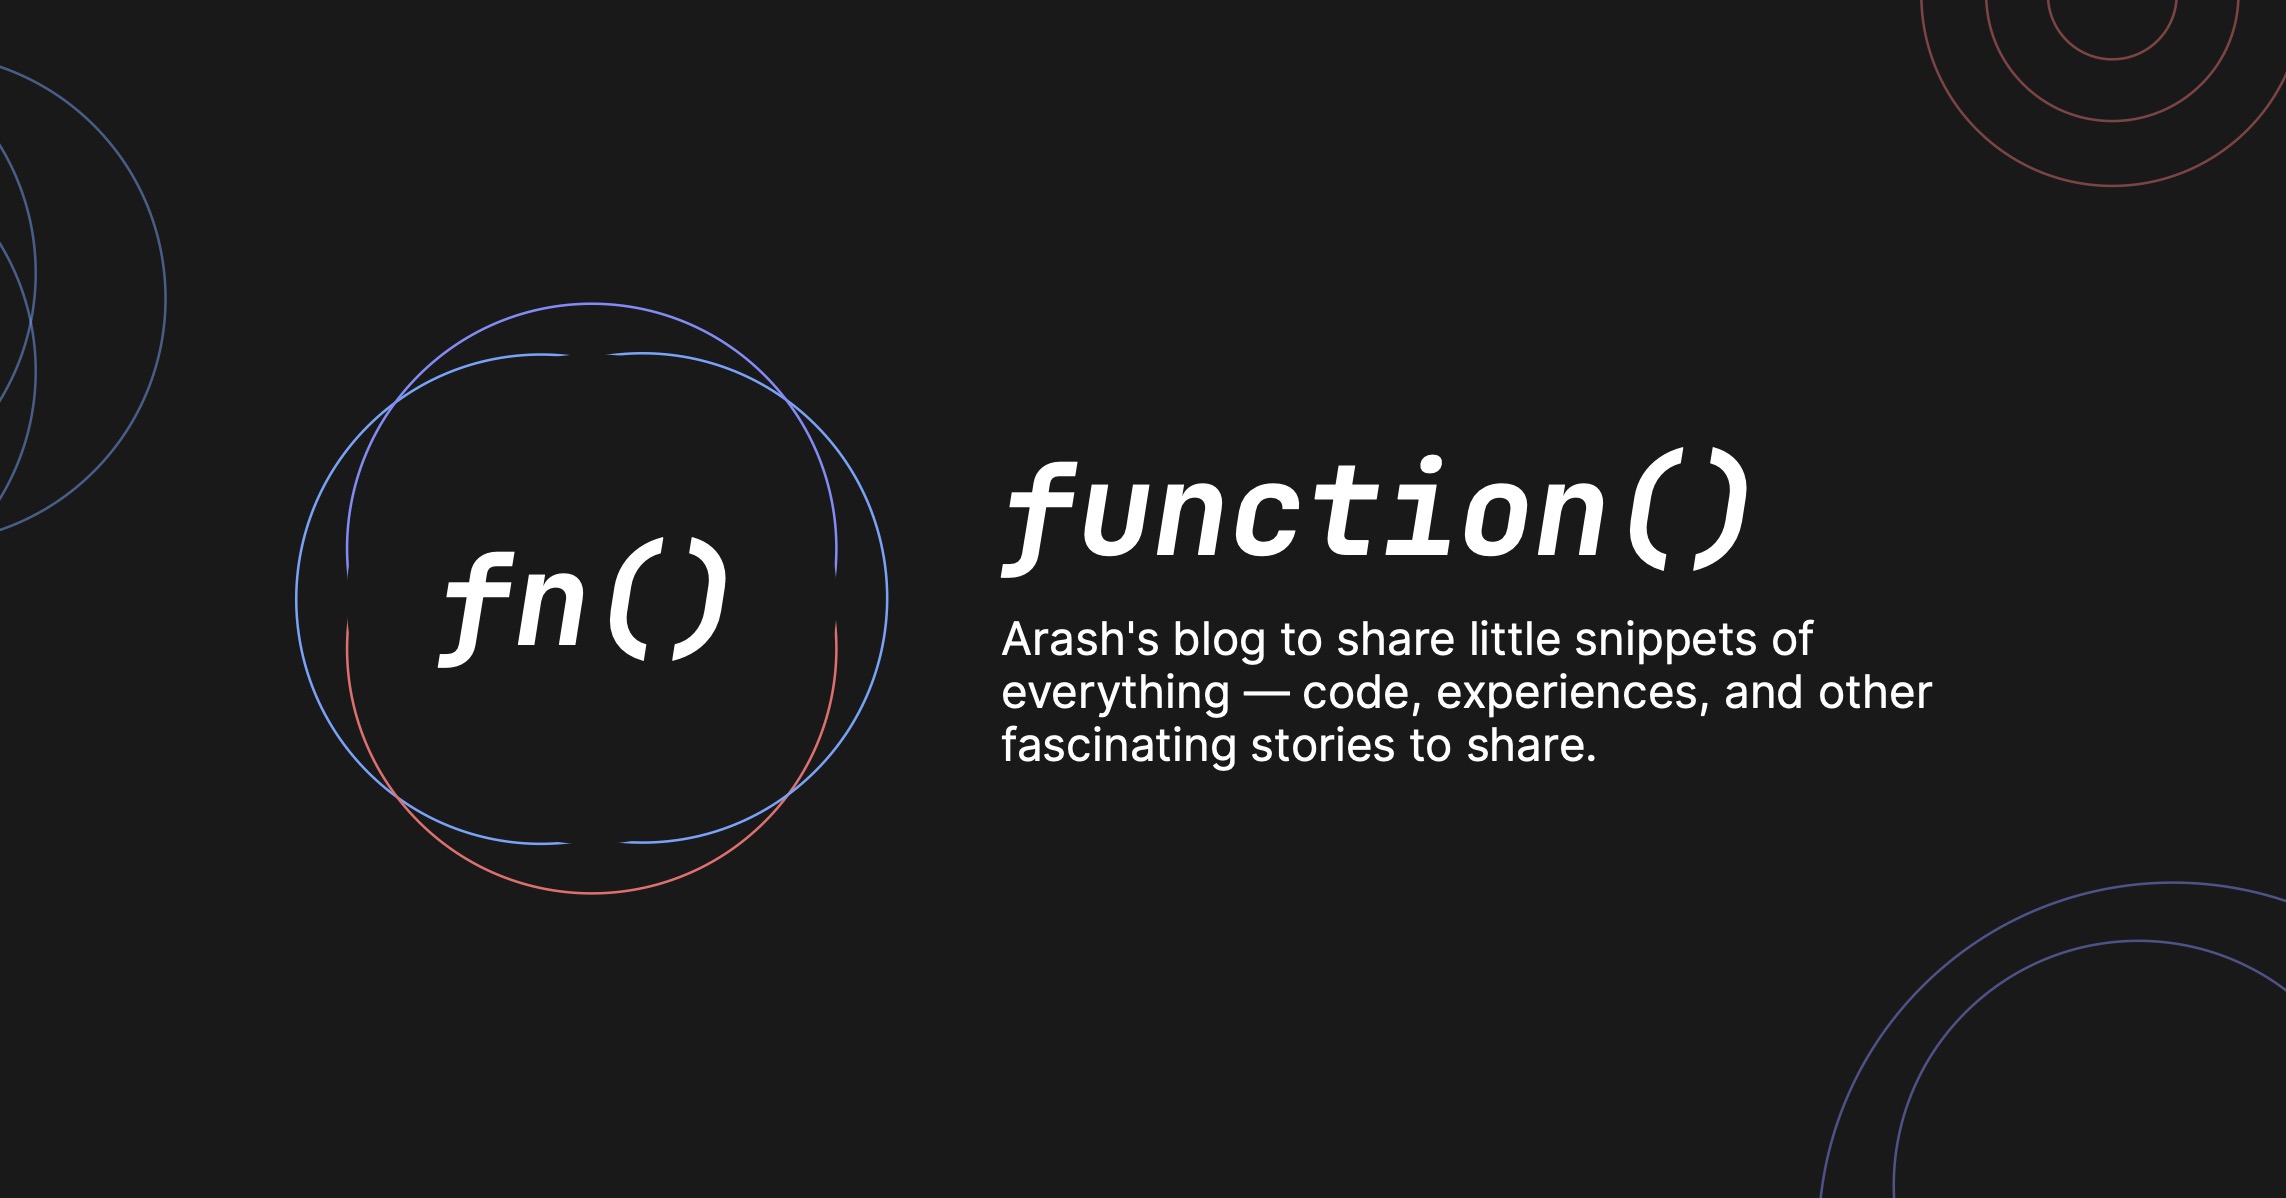 fn()
function()
Arash's blog to share little snippets of
everything — code, experiences, and other
fascinating stories to share.